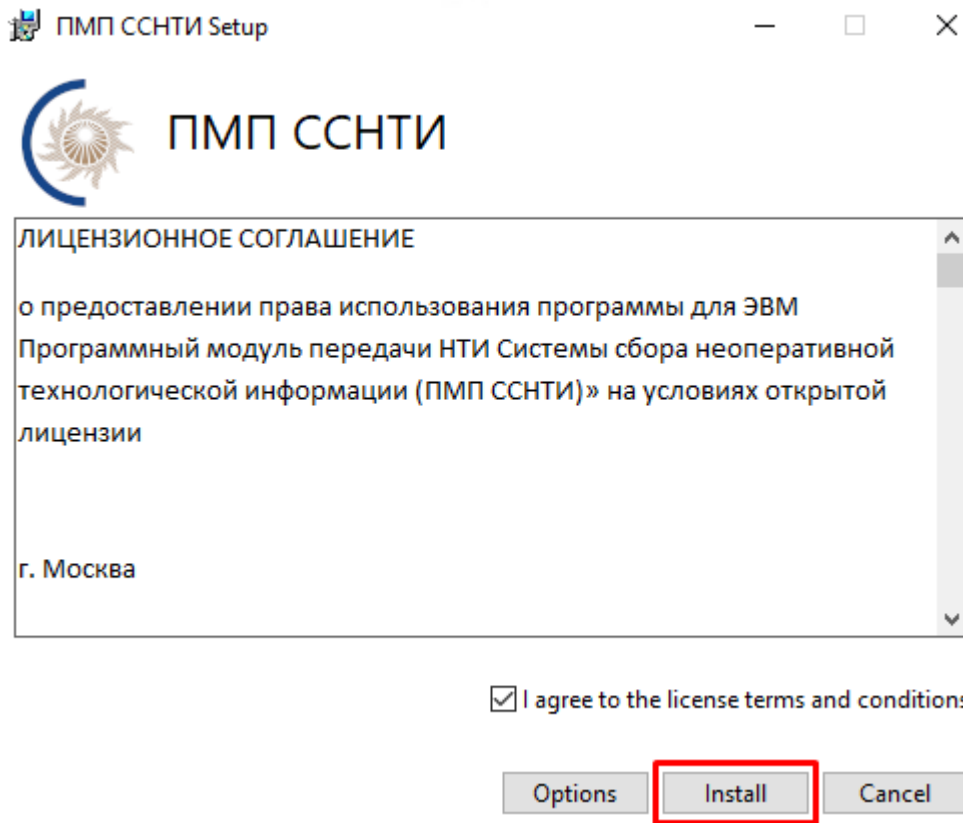 ПМП ССНТИ Setup
ПМП ССНТИ
ЛИЦЕНЗИОННОЕ СОГЛАШЕНИЕ
о предоставлении права использования программы для ЭВМ
Программный модуль передачи НТИ Системы сбора неоперативной
технологической информации (ПМП ССНТИ)» на условиях открытой
лицензии
г. Москва
I agree to the license terms and conditions
Options Install Cancel